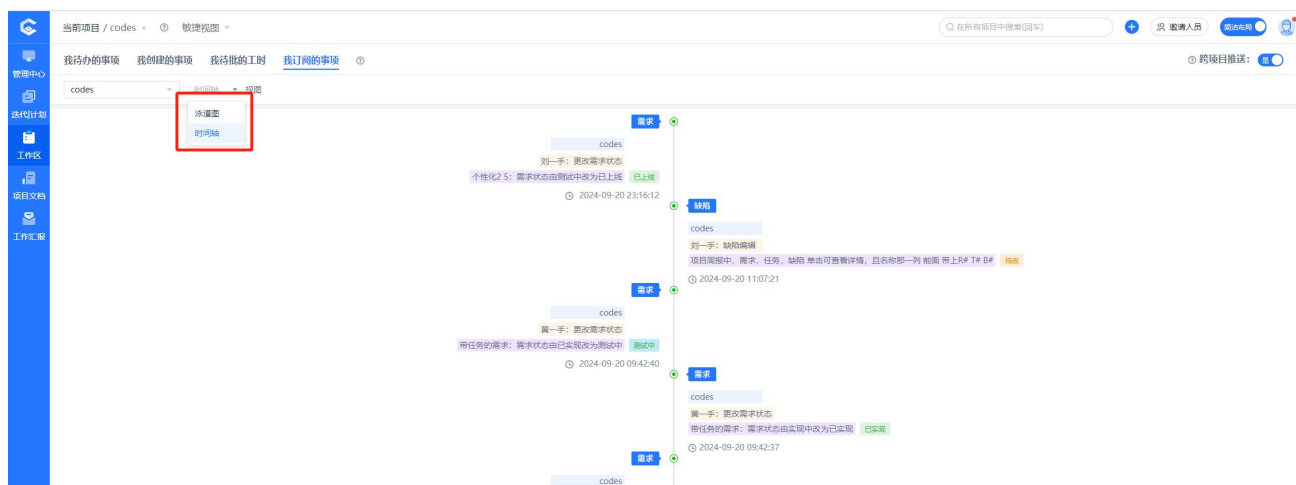 当前项目 / codes
敏捷视图
在所有项目中搜索(回车)
邀请人员
简洁布局
管理中心
迭代|计划
工作区
项目文档
工作汇报
我待办的事项 我创建的事项 我待批的工时 我订阅的事项
跨项目推送： 是
codes 时间轴 视图
泳道图
时间轴
需求
codes
刘一手：更改需求状态
个性化2 5：需求状态由测试中改为已上线 已上线
2024-09-20 23:16:12
缺陷
codes
刘一手：缺陷编辑
项目周报中，需求，任务，缺陷 单击可查看详情，且名称那一列 前面 带上R# T# B# 待改
2024-09-20 11:07:21
需求
codes
黄一手：更改需求状态
带任务的需求：需求状态由已实现改为测试中 测试中
2024-09-20 09:42:40
需求
codes
黄一手：更改需求状态
带任务的需求：需求状态由实现中改为已实现 已实现
2024-09-20 09:42:37
需求
codes